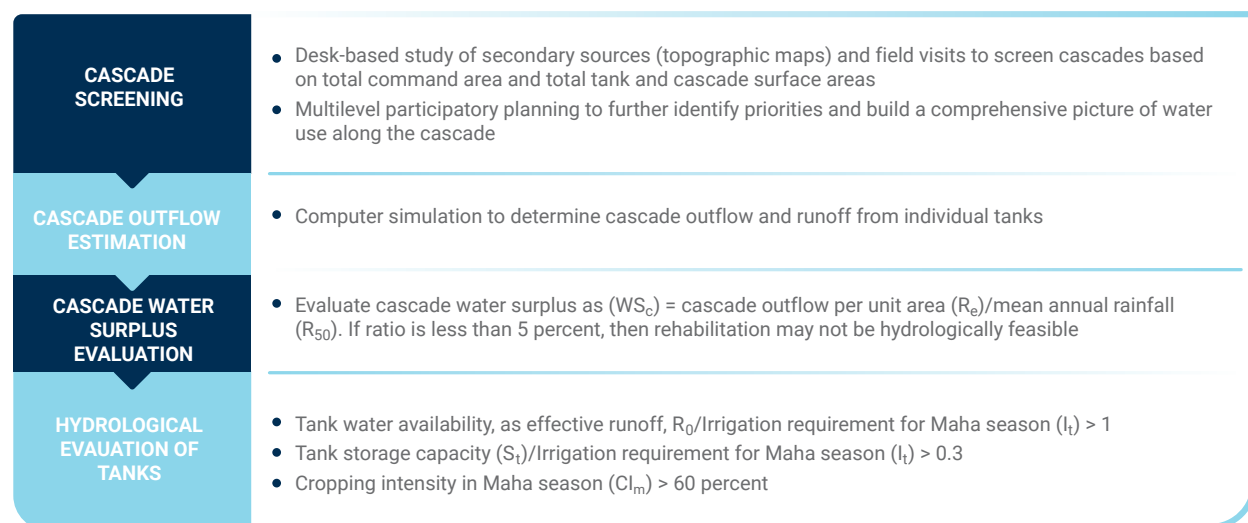 CASCADE
SCREENING
• Desk-based study of secondary sources (topographic maps) and field visits to screen cascades based
on total command area and total tank and cascade surface areas
• Multilevel participatory planning to further identify priorities and build a comprehensive picture of water
use along the cascade
CASCADE OUTFLOW
ESTIMATION
• Computer simulation to determine cascade outflow and runoff from individual tanks
CASCADE WATER
SURPLUS
EVALUATION
• Evaluate cascade water surplus as (WSc) = cascade outflow per unit area (Re)/mean annual rainfall
(R50). If ratio is less than 5 percent, then rehabilitation may not be hydrologically feasible
HYDROLOGICAL
EVAUATION OF
TANKS
• Tank water availability, as effective runoff, R0/Irrigation requirement for Maha season (It) > 1
• Tank storage capacity (St)/Irrigation requirement for Maha season (It) > 0.3
• Cropping intensity in Maha season (CIm) > 60 percent